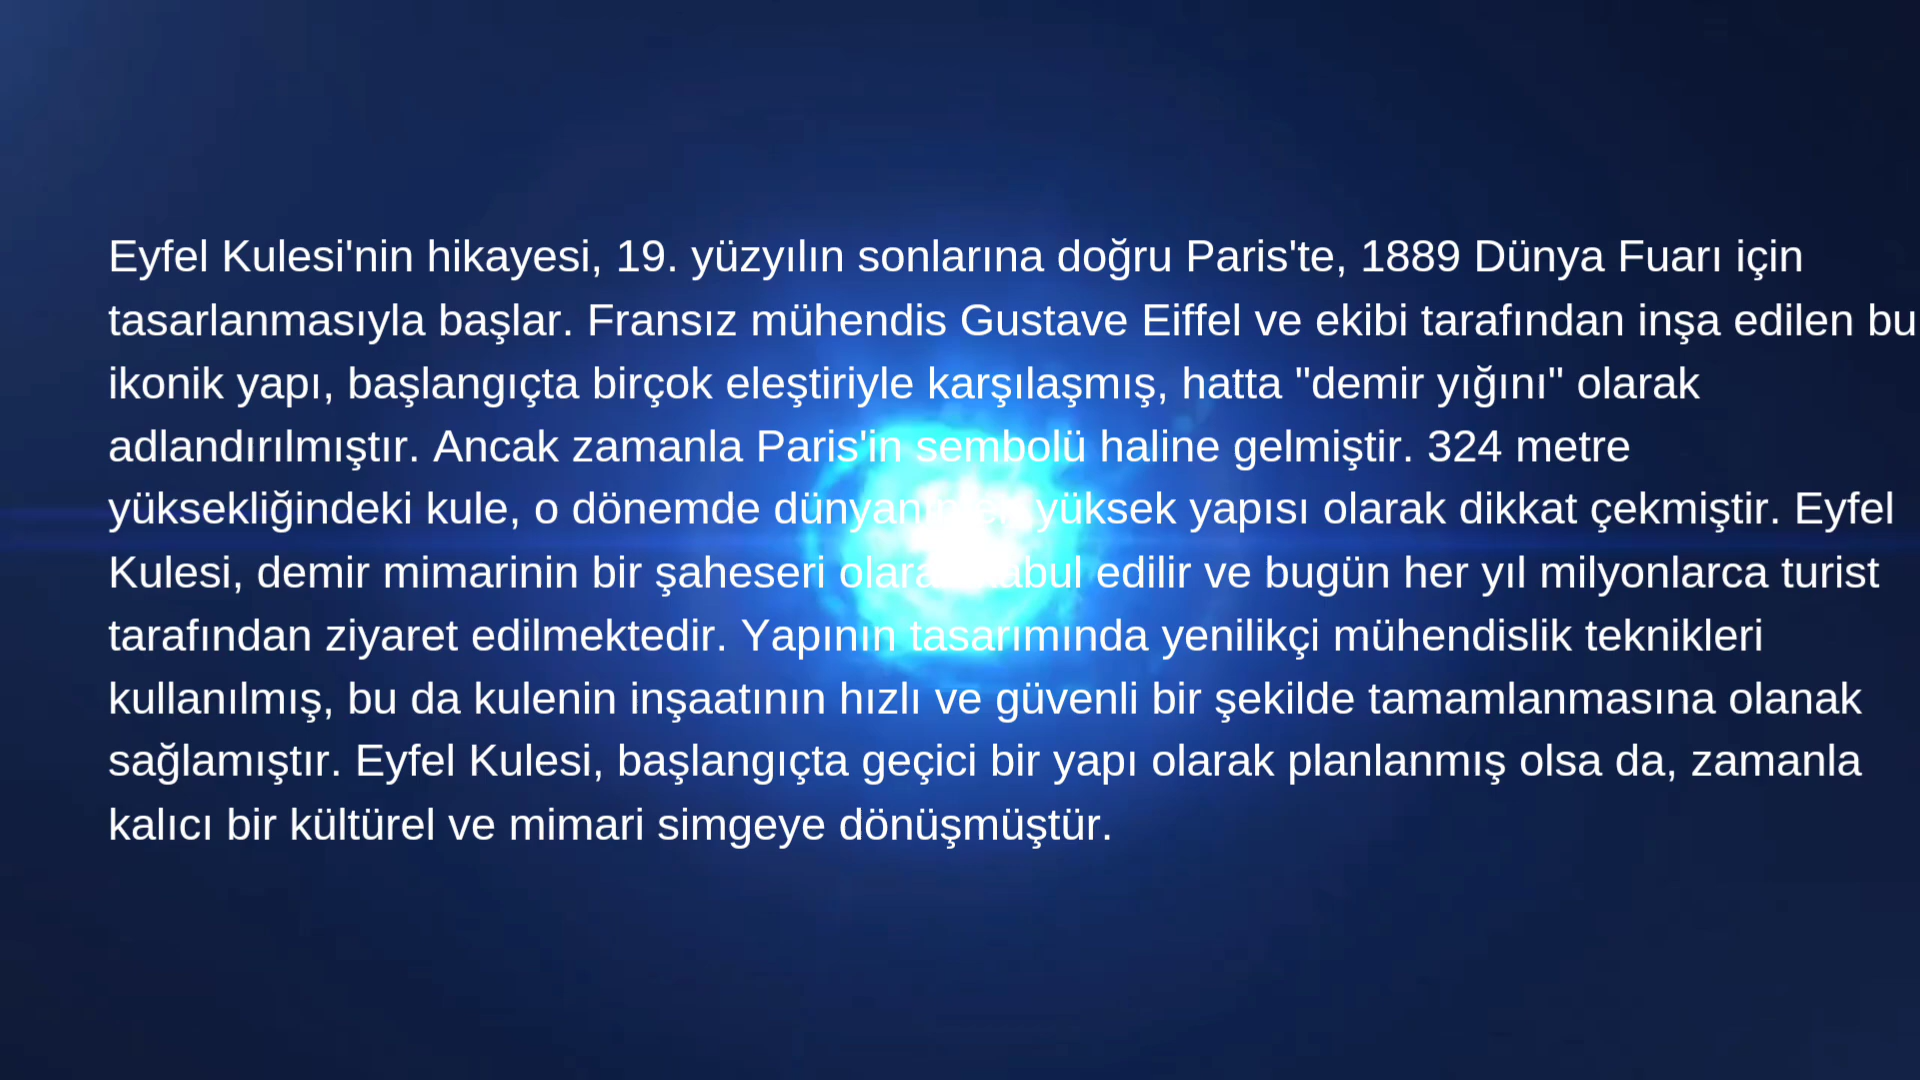 Eyfel Kulesi'nin hikayesi, 19. yüzyılın sonlarına doğru Paris'te, 1889 Dünya Fuarı için
tasarlanmasıyla başlar. Fransız mühendis Gustave Eiffel ve ekibi tarafından inşa edilen bu
ikonik yapı, başlangıçta birçok eleştiriyle karşılaşmış, hatta "demir yığını" olarak
adlandırılmıştır. Ancak zamanla Paris'in sembolü haline gelmiştir. 324 metre
yüksekliğindeki kule, o dönemde yüksek yapısı olarak dikkat çekmiştir. Eyfel
Kulesi, demir mimarinin bir şaheseri edilir ve bugün her yıl milyonlarca turist
tarafından ziyaret edilmektedir. Yapının tasarımında yenilikçi mühendislik teknikleri
kullanılmış, bu da kulenin inşaatının hızlı ve güvenli bir şekilde tamamlanmasına olanak
sağlamıştır. Eyfel Kulesi, başlangıçta geçici bir yapı olarak planlanmış olsa da, zamanla
kalıcı bir kültürel ve mimari simgeye dönüşmüştür.